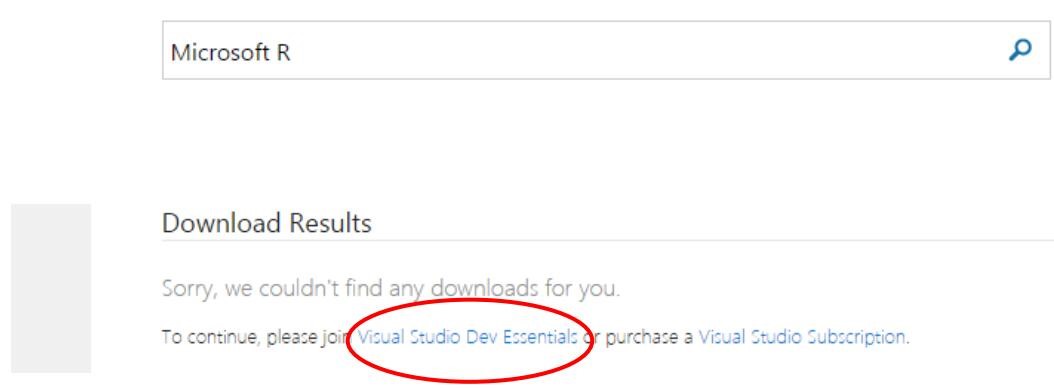 Microsoft R
Download Results
Sorry, we couldn't find any downloads for you.
To continue, please join Visual Studio Dev Essentials or purchase a Visual Studio Subscription.